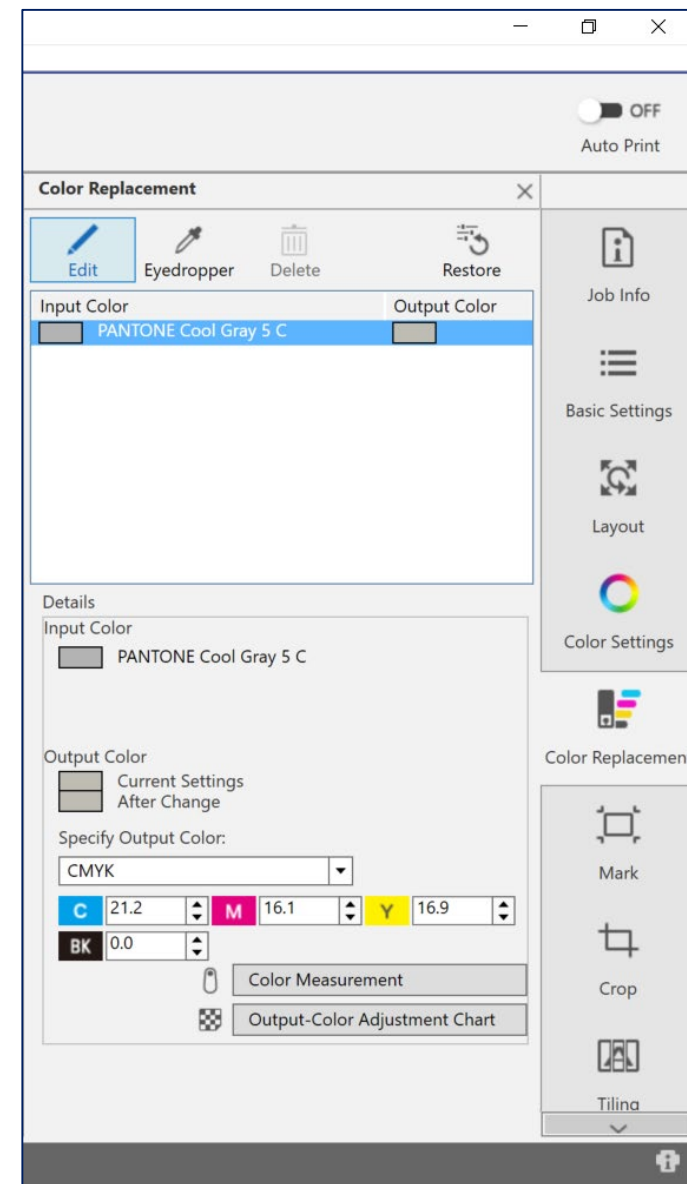 OFF
Auto Print
Color Replacement
Edit Eyedropper Delete Restore
Input Color Output Color
PANTONE Cool Gray 5 C
Job Info
Basic Settings
Layout
Color Settings
Color Replacemen
Mark
Crop
Tiling
Details
Input Color
PANTONE Cool Gray 5 C
Output Color
Current Settings
After Change
Specify Output Color:
CMYK
C 21.2 M 16.1 Y 16.9
BK 0.0
Color Measurement
Output-Color Adjustment Chart